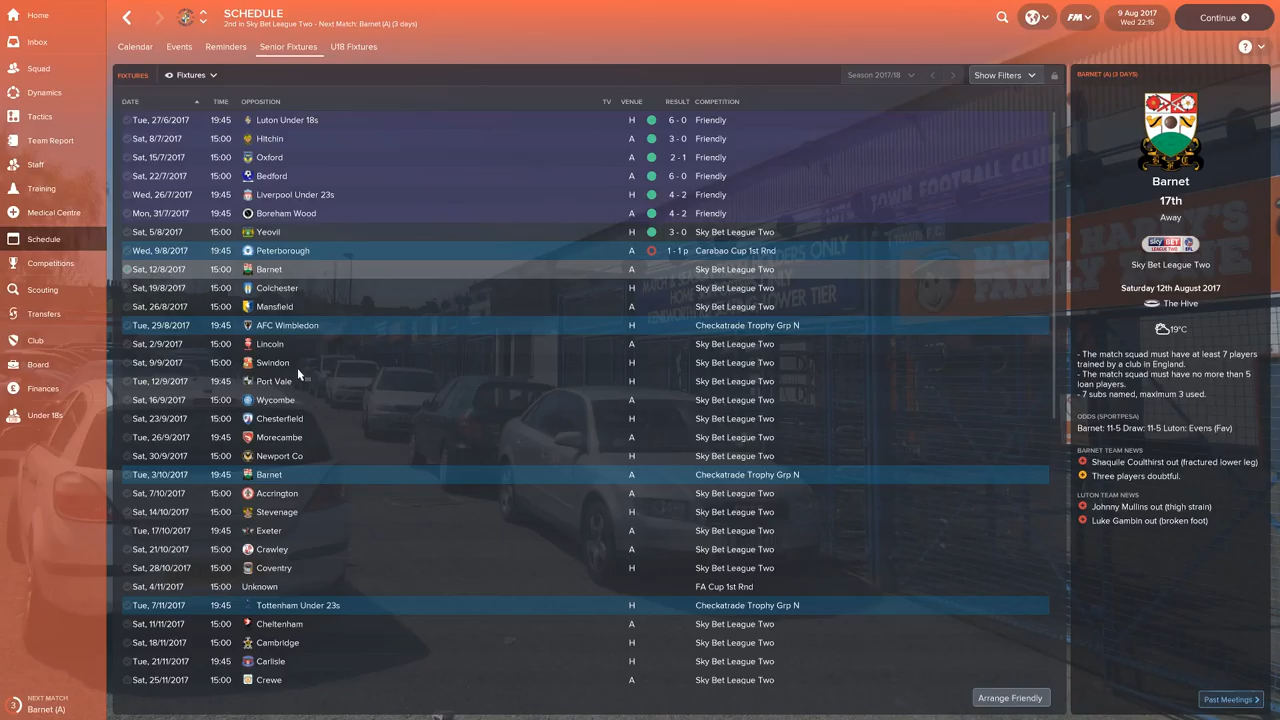 Home
Inbox
Squad
Dynamics
Tactics
Team Report
Staff
Training
Medical Centre
Schedule
Competitions
Scouting
Transfers
Club
Board
Finances
Under 18s
3 NEXT MATCH
Barnet (A)
SCHEDULE
2nd in Sky Bet League Two - Next Match: Barnet (A) (3 days)
FM
9 Aug 2017
Wed 22:15
Continue
Calendar Events Reminders Senior Fixtures U18 Fixtures
?
FIXTURES Fixtures Season 2017/18 Show Filters
DATE TIME OPPOSITION TV VENUE RESULT COMPETITION
Tue, 27/6/2017 19:45 Luton Under 18s H 6 - 0 Friendly
Sat, 8/7/2017 15:00 Hitchin A 3 - 0 Friendly
Sat, 15/7/2017 15:00 Oxford A 2 - 1 Friendly
Sat, 22/7/2017 15:00 Bedford A 6 - 0 Friendly
Wed, 26/7/2017 19:45 Liverpool Under 23s H 4 - 2 Friendly
Mon, 31/7/2017 19:45 Boreham Wood A 4 - 2 Friendly
Sat, 5/8/2017 15:00 Yeovil H 3 - 0 Sky Bet League Two
Wed, 9/8/2017 19:45 Peterborough A 1 - 1 p Carabao Cup 1st Rnd
Sat, 12/8/2017 15:00 Barnet A Sky Bet League Two
Sat, 19/8/2017 15:00 Colchester H Sky Bet League Two
Sat, 26/8/2017 15:00 Mansfield A Sky Bet League Two
Tue, 29/8/2017 19:45 AFC Wimbledon H Checkatrade Trophy Grp N
Sat, 2/9/2017 15:00 Lincoln A Sky Bet League Two
Sat, 9/9/2017 15:00 Swindon H Sky Bet League Two
Tue, 12/9/2017 19:45 Port Vale H Sky Bet League Two
Sat, 16/9/2017 15:00 Wycombe A Sky Bet League Two
Sat, 23/9/2017 15:00 Chesterfield H Sky Bet League Two
Tue, 26/9/2017 19:45 Morecambe A Sky Bet League Two
Sat, 30/9/2017 15:00 Newport Co H Sky Bet League Two
Tue, 3/10/2017 19:45 Barnet A Checkatrade Trophy Grp N
Sat, 7/10/2017 15:00 Accrington A Sky Bet League Two
Sat, 14/10/2017 15:00 Stevenage H Sky Bet League Two
Tue, 17/10/2017 19:45 Exeter A Sky Bet League Two
Sat, 21/10/2017 15:00 Crawley A Sky Bet League Two
Sat, 28/10/2017 15:00 Coventry H Sky Bet League Two
Sat, 4/11/2017 15:00 Unknown FA Cup 1st Rnd
Tue, 7/11/2017 19:45 Tottenham Under 23s H Checkatrade Trophy Grp N
Sat, 11/11/2017 15:00 Cheltenham A Sky Bet League Two
Sat, 18/11/2017 15:00 Cambridge H Sky Bet League Two
Tue, 21/11/2017 19:45 Carlisle H Sky Bet League Two
Sat, 25/11/2017 15:00 Crewe A Sky Bet League Two
Arrange Friendly
BARNET (A) (3 DAYS)
Barnet
17th
Away
sky BET EFL
Sky Bet League Two
Saturday 12th August 2017
The Hive
19°C
- The match squad must have at least 7 players
trained by a club in England.
- The match squad must have no more than 5
loan players.
- 7 subs named, maximum 3 used.
ODDS (SPORTPESA)
Barnet: 11-5 Draw: 11-5 Luton: Evens (Fav)
BARNET TEAM NEWS
Shaquile Coulthirst out (fractured lower leg)
Three players doubtful.
LUTON TEAM NEWS
Johnny Mullins out (thigh strain)
Luke Gambin out (broken foot)
Past Meetings